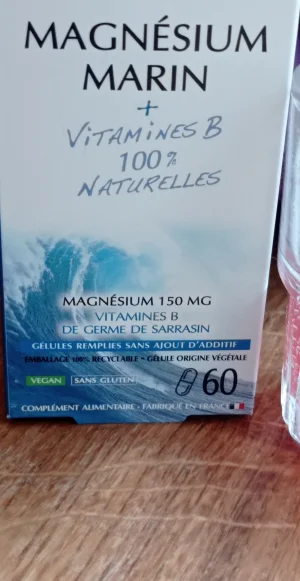 MAGNÉSIUM
MARIN
+
VITAMINES B
100%
NATURELLES
MAGNÉSIUM 150 MG
VITAMINES B
DE GERME DE SARRASIN
GÉLULES REMPLIES SANS AJOUT D'ADDITIF
EMBALLAGE 100% RECYCLABLE - GÉLULE ORIGINE VÉGÉTALE
VEGAN SANS GLUTEN 60
COMPLÉMENT ALIMENTAIRE - FABRIQUÉ EN FRANCE